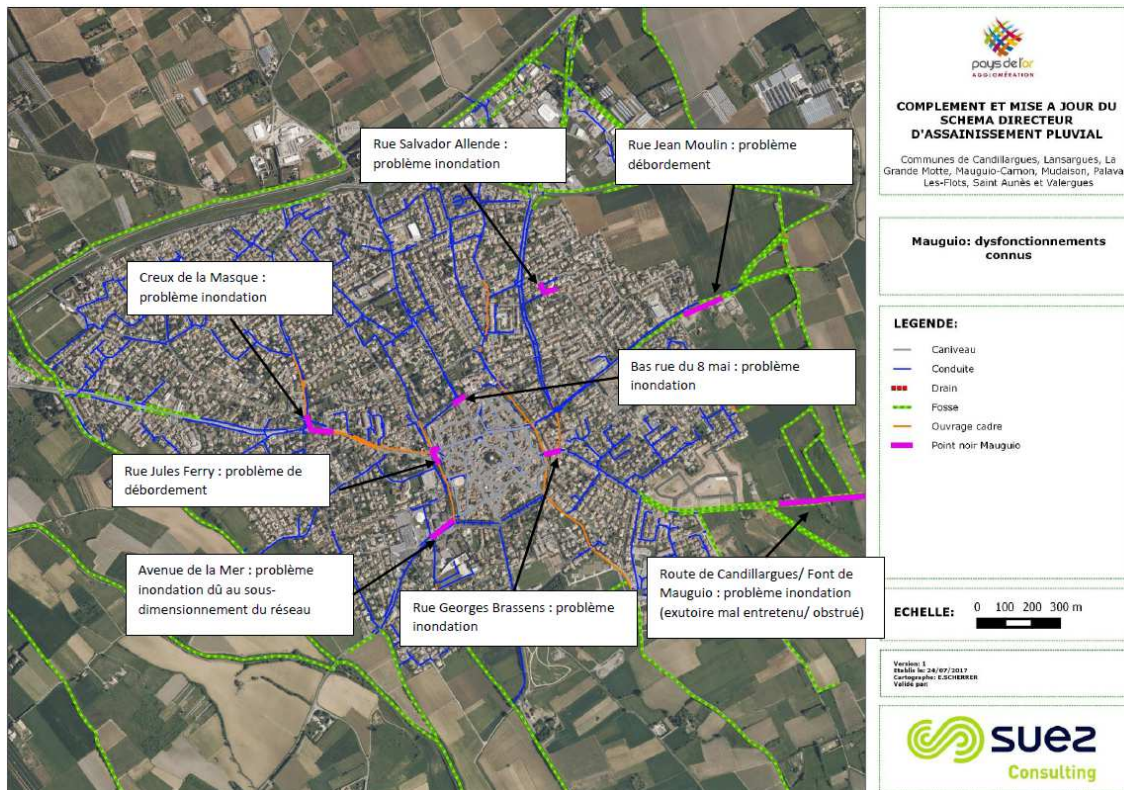 Rue Salvador Allende :
problème inondation
Rue Jean Moulin : problème
débordement
Creux de la Masque :
problème inondation
Bas rue du 8 mai : problème
inondation
Rue Jules Ferry : problème de
débordement
Avenue de la Mer : problème
inondation dû au sous-
dimensionnement du réseau
Rue Georges Brassens : problème
inondation
Route de Candillargues/ Font de
Mauguio : problème inondation
(exutoire mal entretenu/ obstrué)
pays de l'or
AGGLOMÉRATION
COMPLEMENT ET MISE A JOUR DU
SCHEMA DIRECTEUR
D'ASSAINISSEMENT PLUVIAL
Communes de Candillargues, Lansargues, La
Grande Motte, Mauguio-Carnon, Mudaison, Palavas
Les-Flots, Saint Aunès et Valergues
Mauguio: dysfonctionnements
connus
LEGENDE:
Caniveau
Conduite
Drain
Fosse
Ouvrage cadre
Point noir Mauguio
ECHELLE:
0 100 200 300 m
Version: 1
Etablis le: 24/07/2017
Cartographe: E.SCHERRER
Validé par:
suez
Consulting